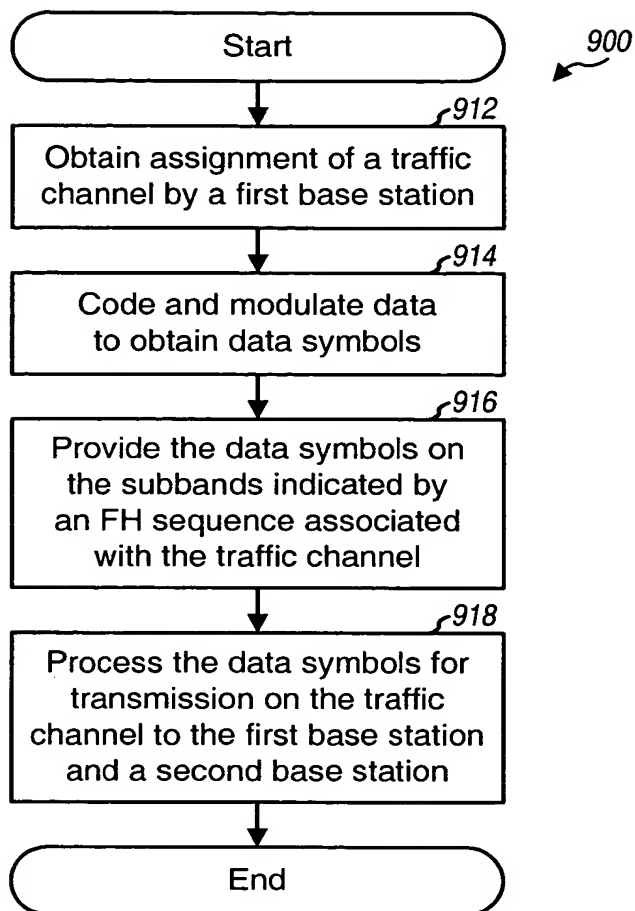 Start
900
912
Obtain assignment of a traffic
channel by a first base station
914
Code and modulate data
to obtain data symbols
916
Provide the data symbols on
the subbands indicated by
an FH sequence associated
with the traffic channel
918
Process the data symbols for
transmission on the traffic
channel to the first base station
and a second base station
End